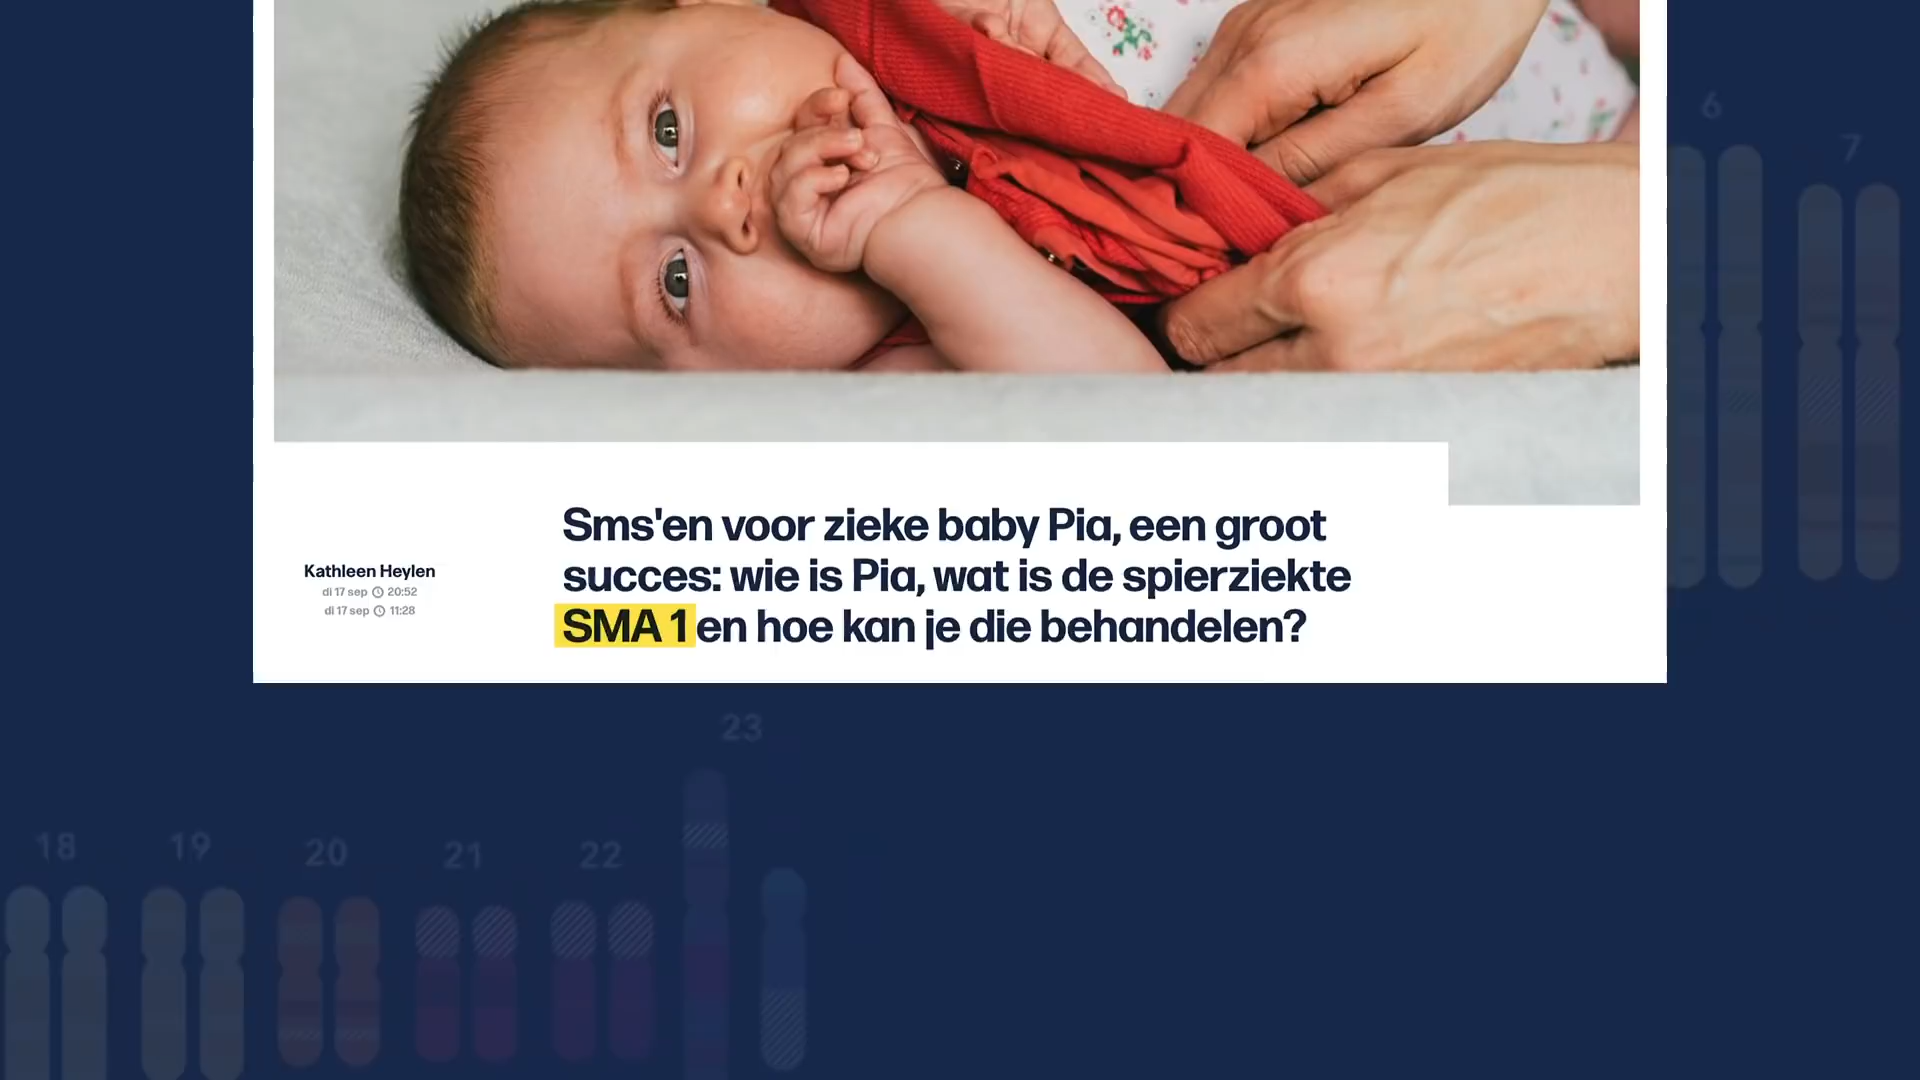 6
7
Sms'en voor zieke baby Pia, een groot
succes: wie is Pia, wat is de spierziekte
SMA 1 en hoe kan je die behandelen?
Kathleen Heylen
di 17 sep 20:52
di 17 sep 11:28
23
18
19
20
21
22